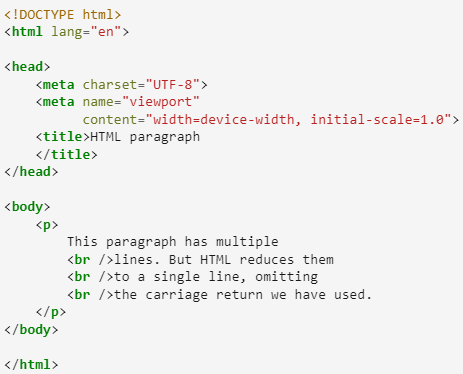 <!DOCTYPE html>
<html lang="en">
<head>
<meta charset="UTF-8">
<meta name="viewport"
content="width=device-width, initial-scale=1.0">
<title>HTML paragraph
</title>
</head>
<body>
<p>
This paragraph has multiple
<br />lines. But HTML reduces them
<br />to a single line, omitting
<br />the carriage return we have used.
</p>
</body>
</html>